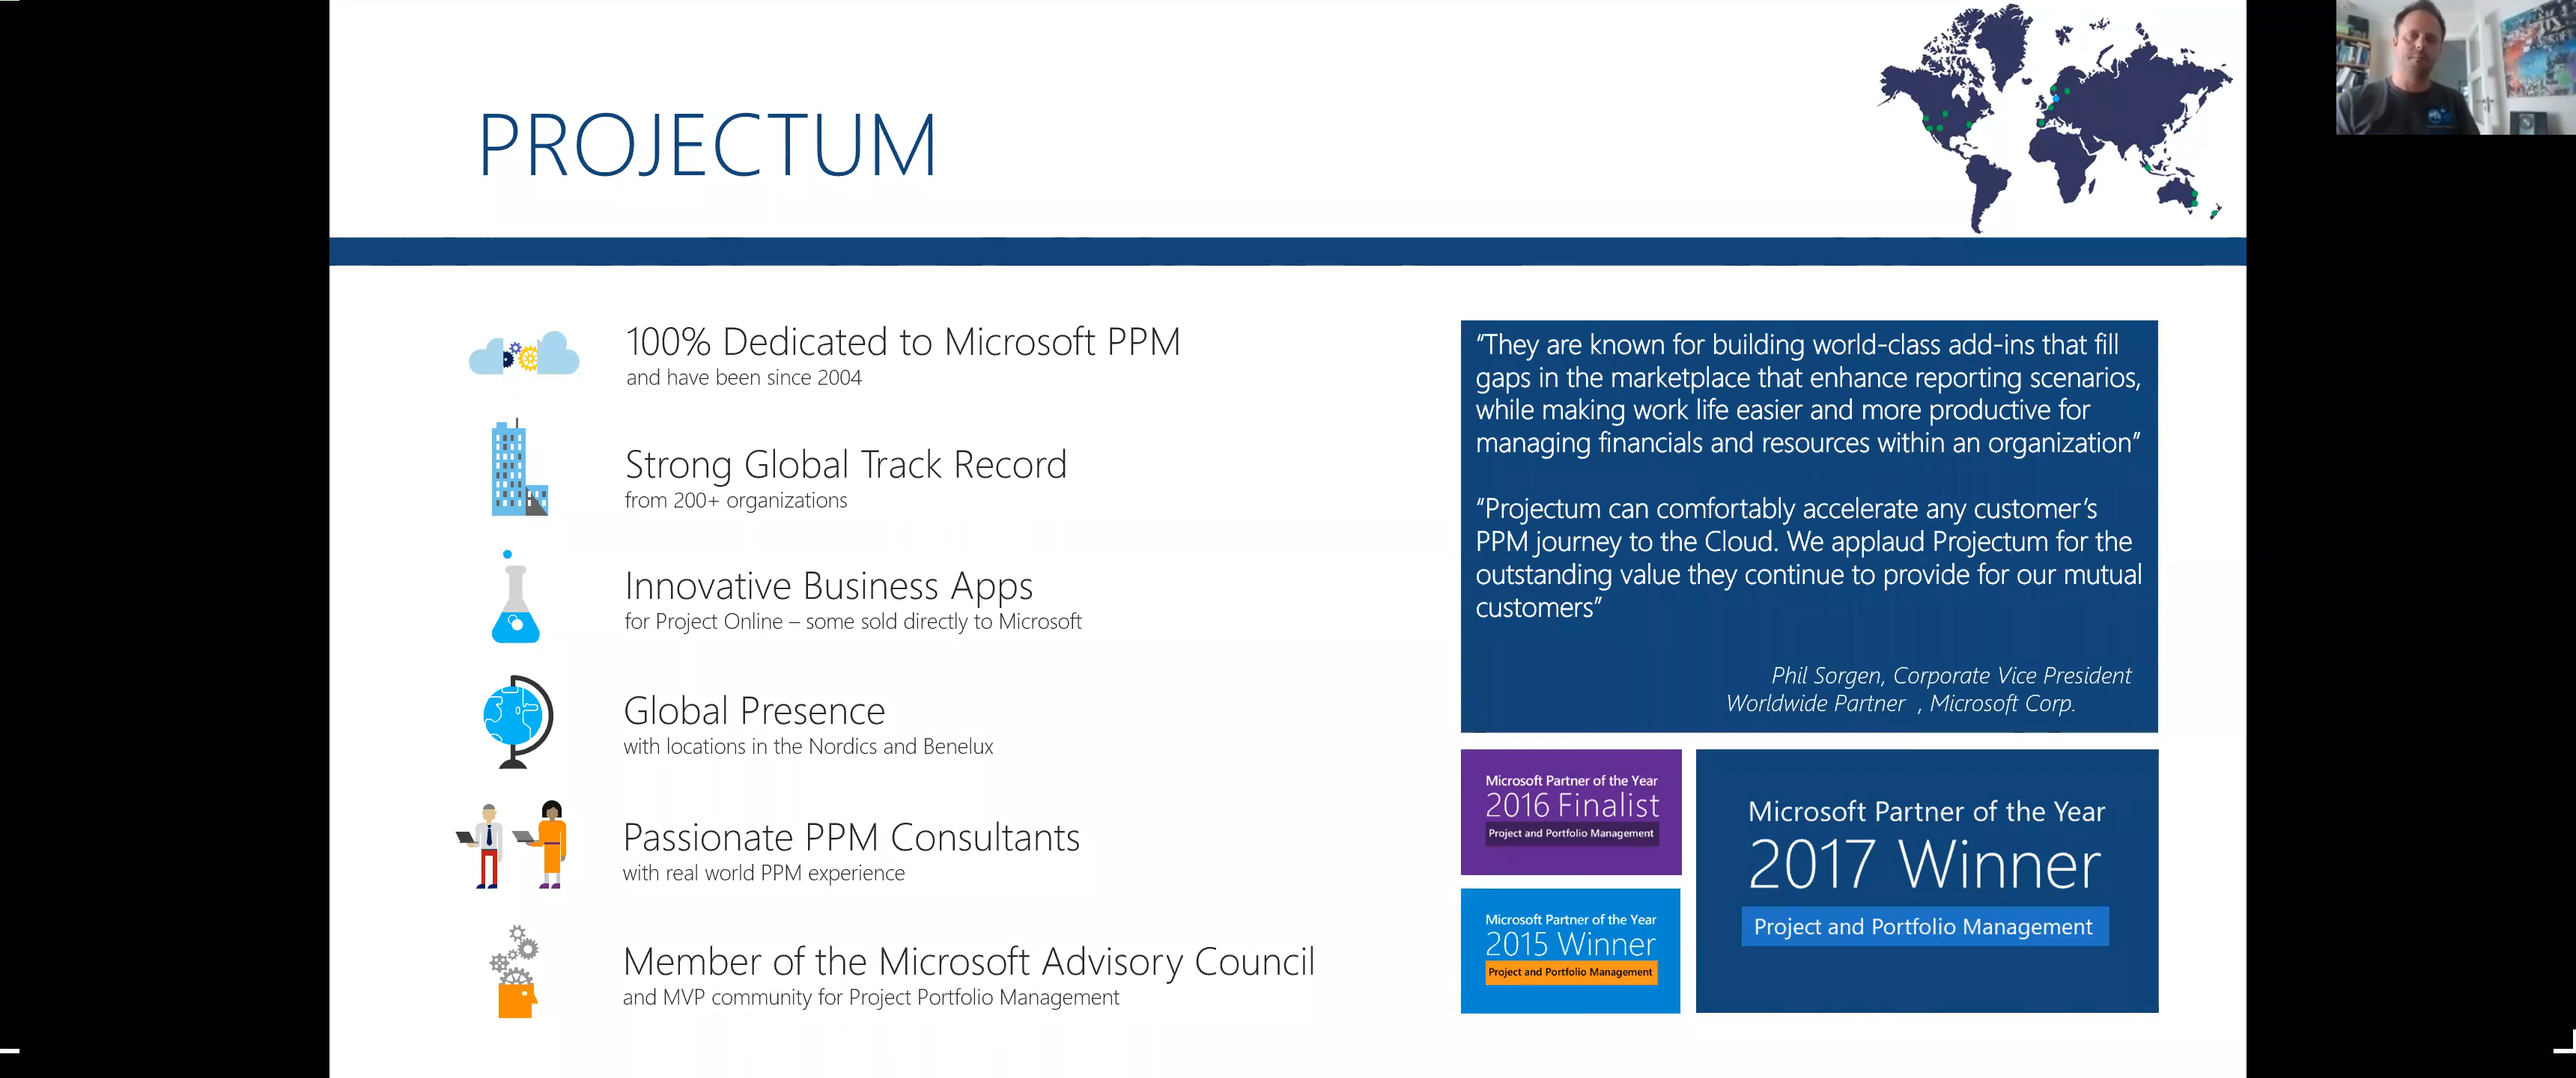 PROJECTUM
100% Dedicated to Microsoft PPM
and have been since 2004
Strong Global Track Record
from 200+ organizations
Innovative Business Apps
for Project Online – some sold directly to Microsoft
Global Presence
with locations in the Nordics and Benelux
Passionate PPM Consultants
with real world PPM experience
Member of the Microsoft Advisory Council
and MVP community for Project Portfolio Management
“They are known for building world-class add-ins that fill
gaps in the marketplace that enhance reporting scenarios,
while making work life easier and more productive for
managing financials and resources within an organization”
“Projectum can comfortably accelerate any customer’s
PPM journey to the Cloud. We applaud Projectum for the
outstanding value they continue to provide for our mutual
customers”
Phil Sorgen, Corporate Vice President
Worldwide Partner , Microsoft Corp.
Microsoft Partner of the Year
2016 Finalist
Project and Portfolio Management
Microsoft Partner of the Year
2015 Winner
Project and Portfolio Management
Microsoft Partner of the Year
2017 Winner
Project and Portfolio Management